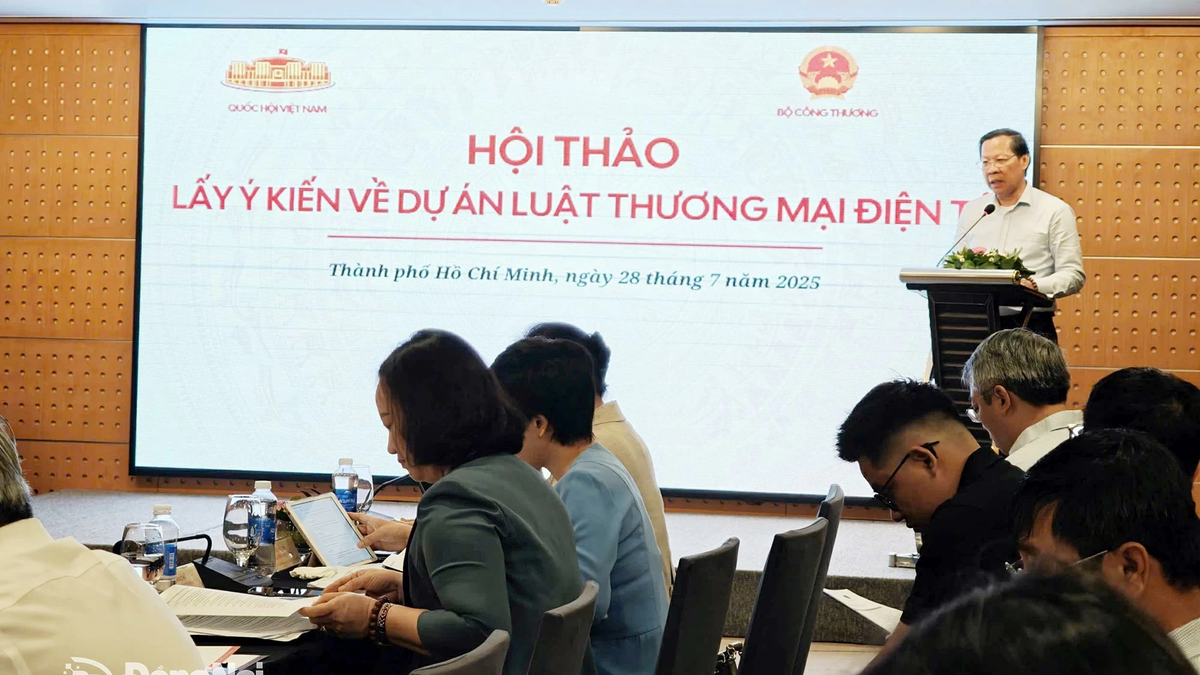 QUỐC HỘI VIỆT NAM
BỘ CÔNG THƯƠNG
HỘI THẢO
LẤY Ý KIẾN VỀ DỰ ÁN LUẬT THƯƠNG MẠI ĐIỆN T
Thành phố Hồ Chí Minh, ngày 28 tháng 7 năm 2025